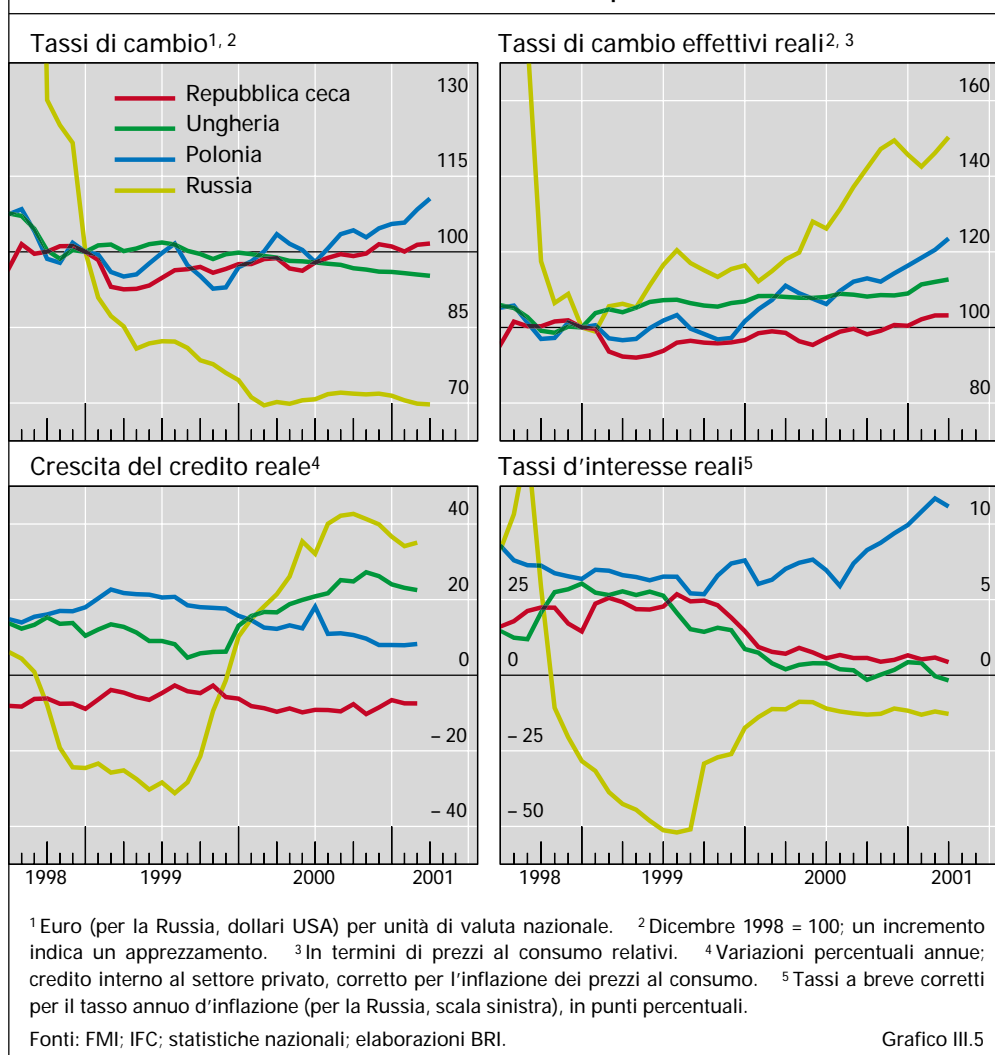 Tassi di cambio1, 2
130
115
100
85
70
Repubblica ceca
Ungheria
Polonia
Russia
Tassi di cambio effettivi reali2, 3
160
140
120
100
80
Crescita del credito reale4
40
20
0
– 20
– 40
1998 1999 2000 2001
Tassi d'interesse reali5
10
25 5
0 0
– 25
– 50
1998 1999 2000 2001
1 Euro (per la Russia, dollari USA) per unità di valuta nazionale. 2 Dicembre 1998 = 100; un incremento
indica un apprezzamento. 3 In termini di prezzi al consumo relativi. 4 Variazioni percentuali annue;
credito interno al settore privato, corretto per l'inflazione dei prezzi al consumo. 5 Tassi a breve corretti
per il tasso annuo d'inflazione (per la Russia, scala sinistra), in punti percentuali.
Fonti: FMI; IFC; statistiche nazionali; elaborazioni BRI. Grafico III.5